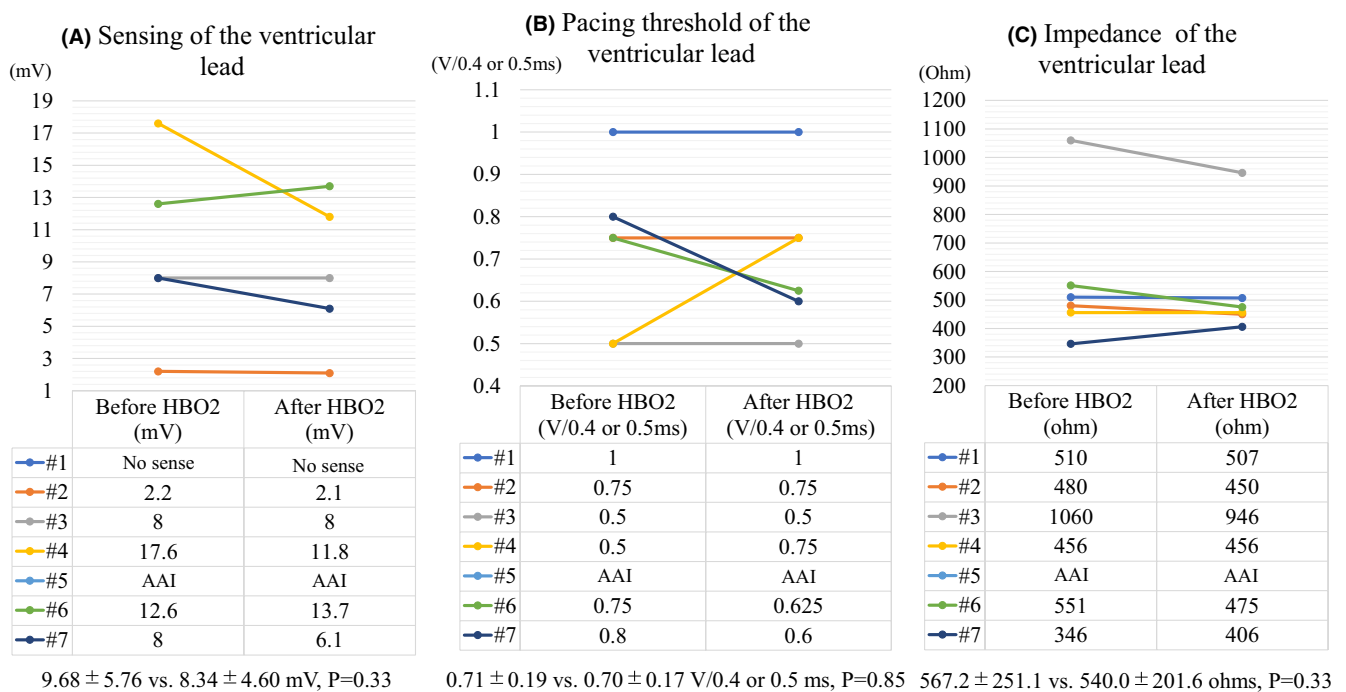 (A) Sensing of the ventricular
lead
(mV)
19
17
15
13
11
9
7
5
3
1
Before HBO2 After HBO2
(mV) (mV)
#1 No sense No sense
#2 2.2 2.1
#3 8 8
#4 17.6 11.8
#5 AAI AAI
#6 12.6 13.7
#7 8 6.1
9.68 ± 5.76 vs. 8.34 ± 4.60 mV, P=0.33
(B) Pacing threshold of the
ventricular lead
(V/0.4 or 0.5ms)
1.1
1
0.9
0.8
0.7
0.6
0.5
0.4
Before HBO2 After HBO2
(V/0.4 or 0.5ms) (V/0.4 or 0.5ms)
#1 1 1
#2 0.75 0.75
#3 0.5 0.5
#4 0.5 0.75
#5 AAI AAI
#6 0.75 0.625
#7 0.8 0.6
0.71 ± 0.19 vs. 0.70 ± 0.17 V/0.4 or 0.5 ms, P=0.85
(C) Impedance of the
ventricular lead
(Ohm)
1200
1100
1000
900
800
700
600
500
400
300
200
Before HBO2 After HBO2
(ohm) (ohm)
#1 510 507
#2 480 450
#3 1060 946
#4 456 456
#5 AAI AAI
#6 551 475
#7 346 406
567.2 ± 251.1 vs. 540.0 ± 201.6 ohms, P=0.33